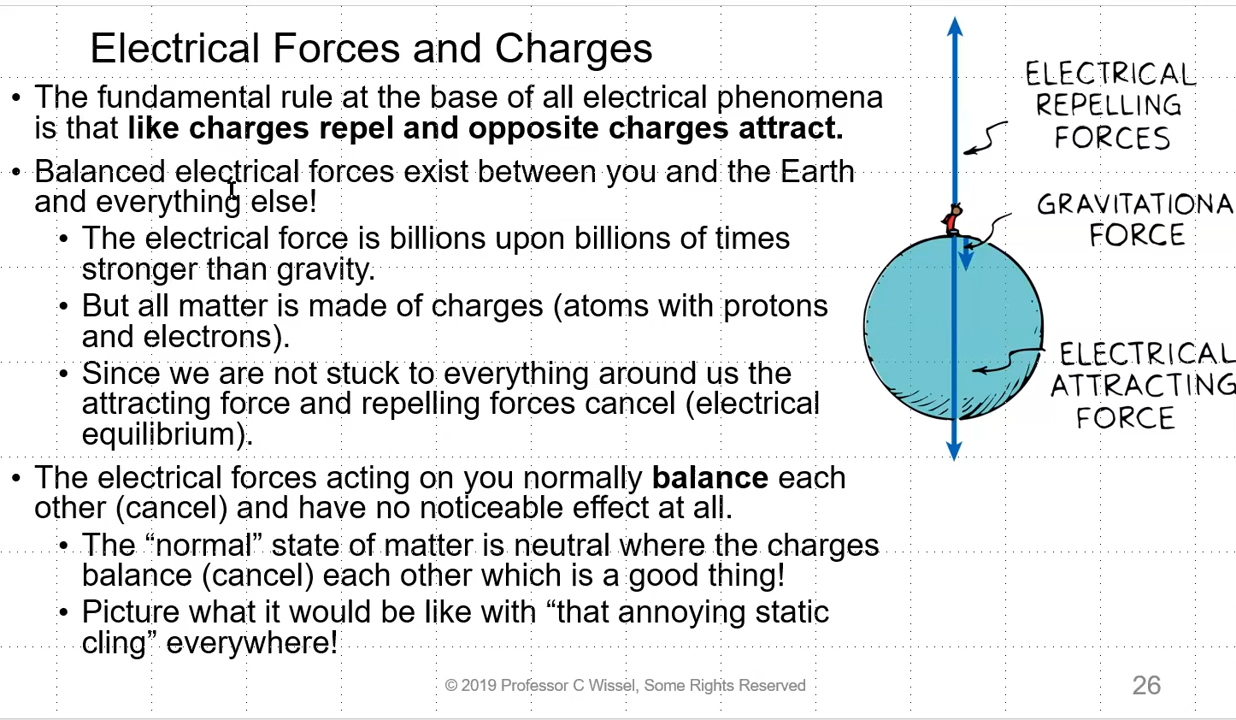 Electrical Forces and Charges
• The fundamental rule at the base of all electrical phenomena
is that like charges repel and opposite charges attract.
• Balanced electrical forces exist between you and the Earth
and everything else!
• The electrical force is billions upon billions of times
stronger than gravity.
• But all matter is made of charges (atoms with protons
and electrons).
• Since we are not stuck to everything around us the
attracting force and repelling forces cancel (electrical
equilibrium).
• The electrical forces acting on you normally balance each
other (cancel) and have no noticeable effect at all.
• The “normal” state of matter is neutral where the charges
balance (cancel) each other which is a good thing!
• Picture what it would be like with “that annoying static
cling” everywhere!
ELECTRICAL
REPELLING
FORCES
GRAVITATIONA
FORCE
ELECTRICAL
ATTRACTING
FORCE
© 2019 Professor C Wissel, Some Rights Reserved
26